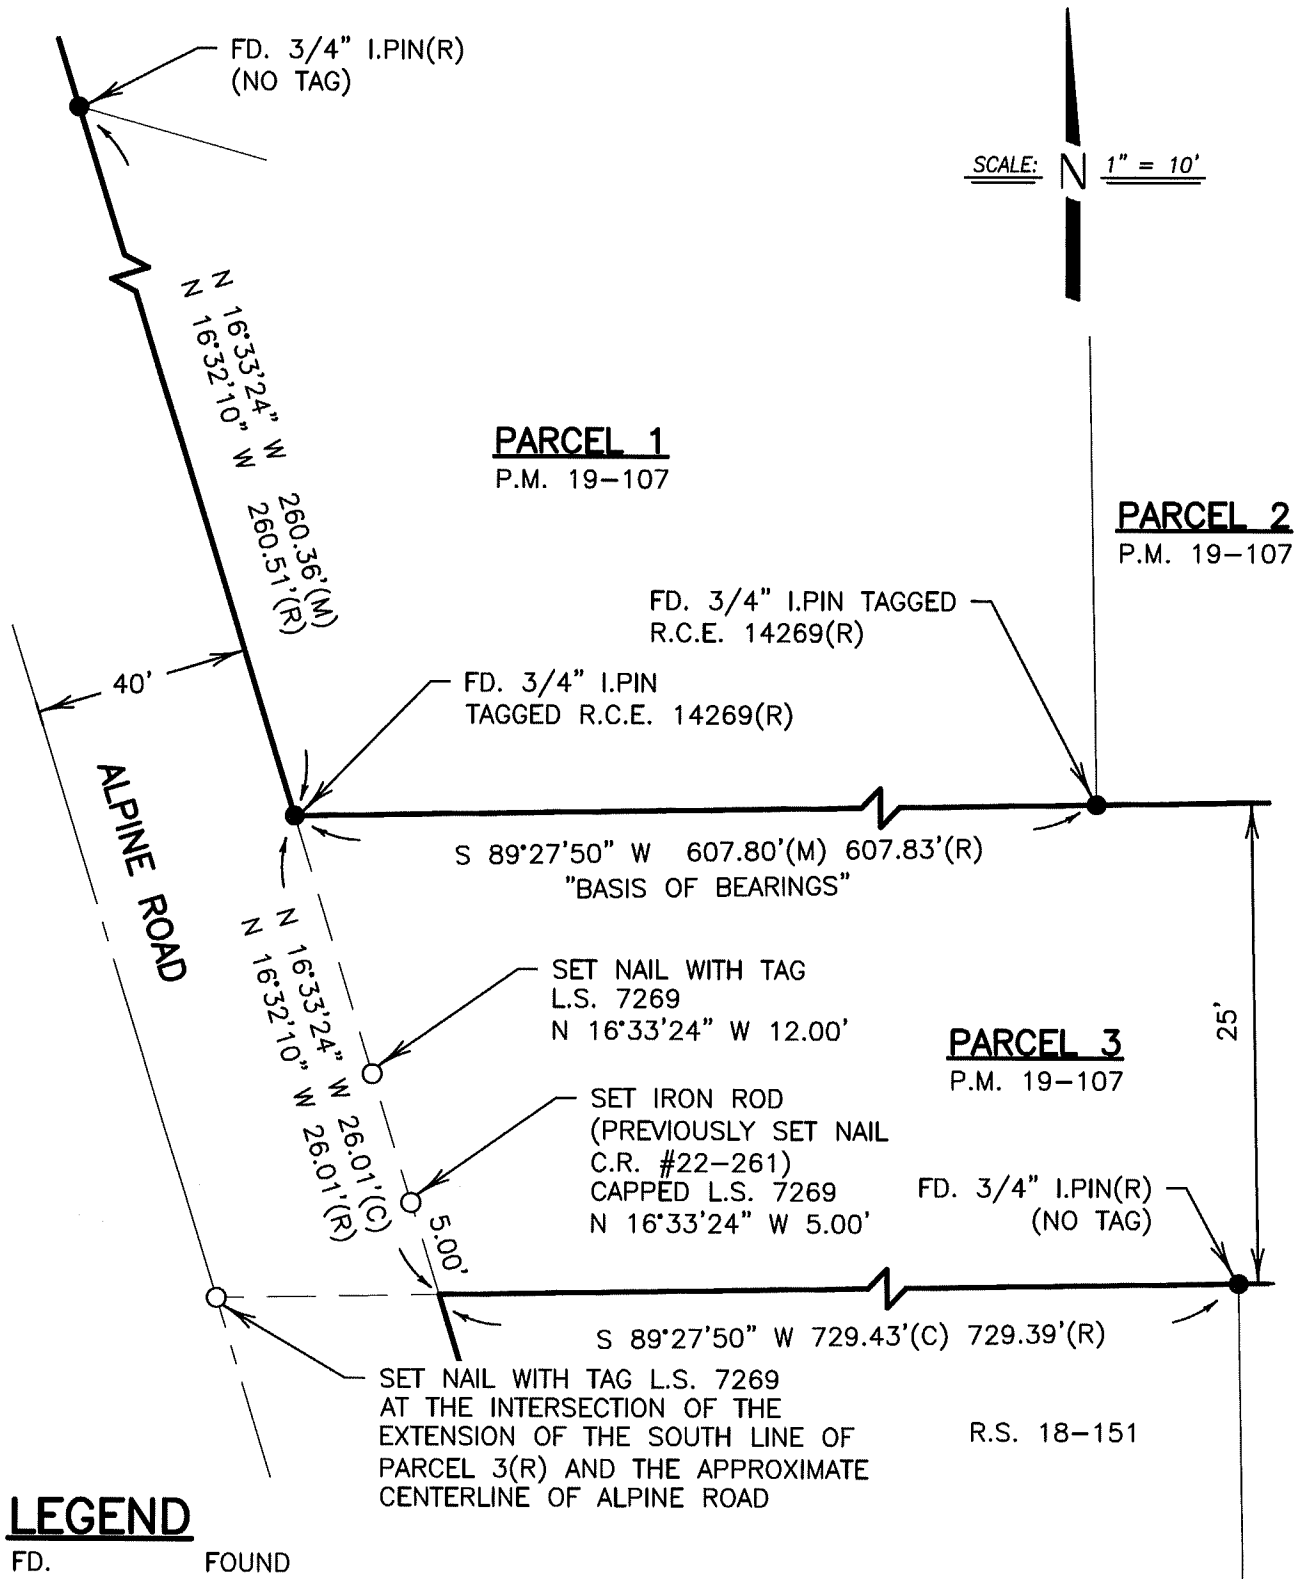 FD. 3/4" I.PIN(R)
(NO TAG)
SCALE: N 1" = 10'
N 16°33'24" W 260.36'(M)
N 16°32'10" W 260.51'(R)
PARCEL 1
P.M. 19-107
PARCEL 2
P.M. 19-107
FD. 3/4" I.PIN TAGGED
R.C.E. 14269(R)
40'
FD. 3/4" I.PIN
TAGGED R.C.E. 14269(R)
ALPINE ROAD
S 89°27'50" W 607.80'(M) 607.83'(R)
"BASIS OF BEARINGS"
N 16°33'24" W 26.01'(C)
N 16°32'10" W 26.01'(R)
SET NAIL WITH TAG
L.S. 7269
N 16°33'24" W 12.00'
25'
PARCEL 3
P.M. 19-107
SET IRON ROD
(PREVIOUSLY SET NAIL
C.R. #22-261)
CAPPED L.S. 7269
N 16°33'24" W 5.00'
FD. 3/4" I.PIN(R)
(NO TAG)
5.00'
S 89°27'50" W 729.43'(C) 729.39'(R)
SET NAIL WITH TAG L.S. 7269
AT THE INTERSECTION OF THE
EXTENSION OF THE SOUTH LINE OF
PARCEL 3(R) AND THE APPROXIMATE
CENTERLINE OF ALPINE ROAD
R.S. 18-151
LEGEND
FD. FOUND